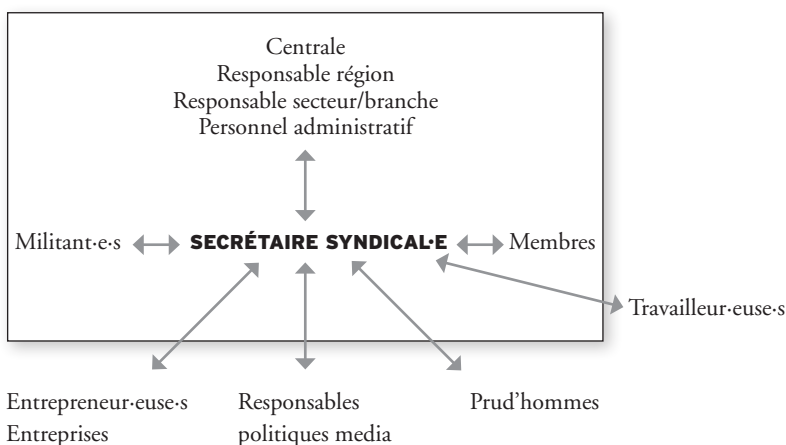 Centrale
Responsable région
Responsable secteur/branche
Personnel administratif
Militant·e·s SECRÉTAIRE SYNDICAL·E Membres
Travailleur·euse·s
Entrepreneur·euse·s Responsables Prud’hommes
Entreprises politiques media